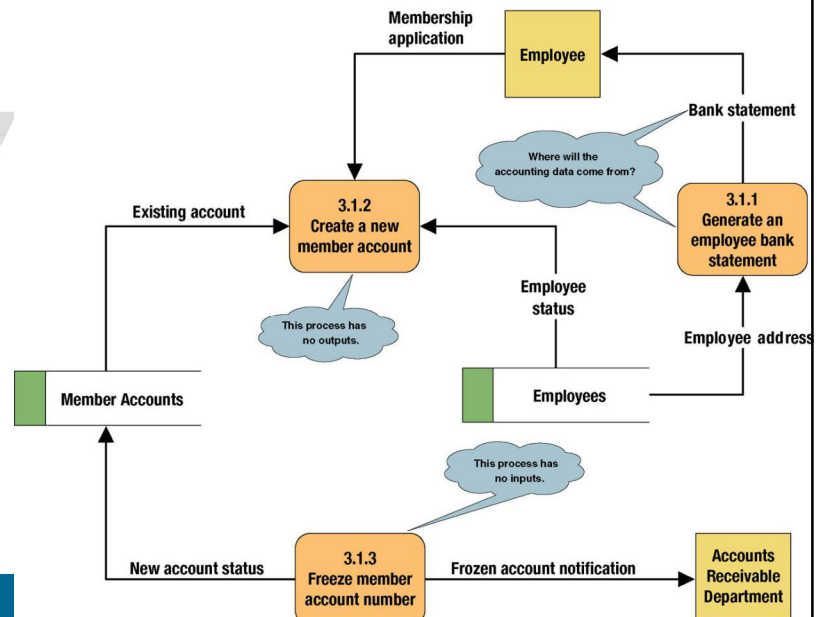 Membership
application
Employee
Bank statement
Where will the
accounting data come from?
3.1.2
Create a new
member account
3.1.1
Generate an
employee bank
statement
Existing account
Employee
status
This process has
no outputs.
Employee address
Member Accounts
Employees
This process has
no inputs.
New account status
3.1.3
Freeze member
account number
Frozen account notification
Accounts
Receivable
Department